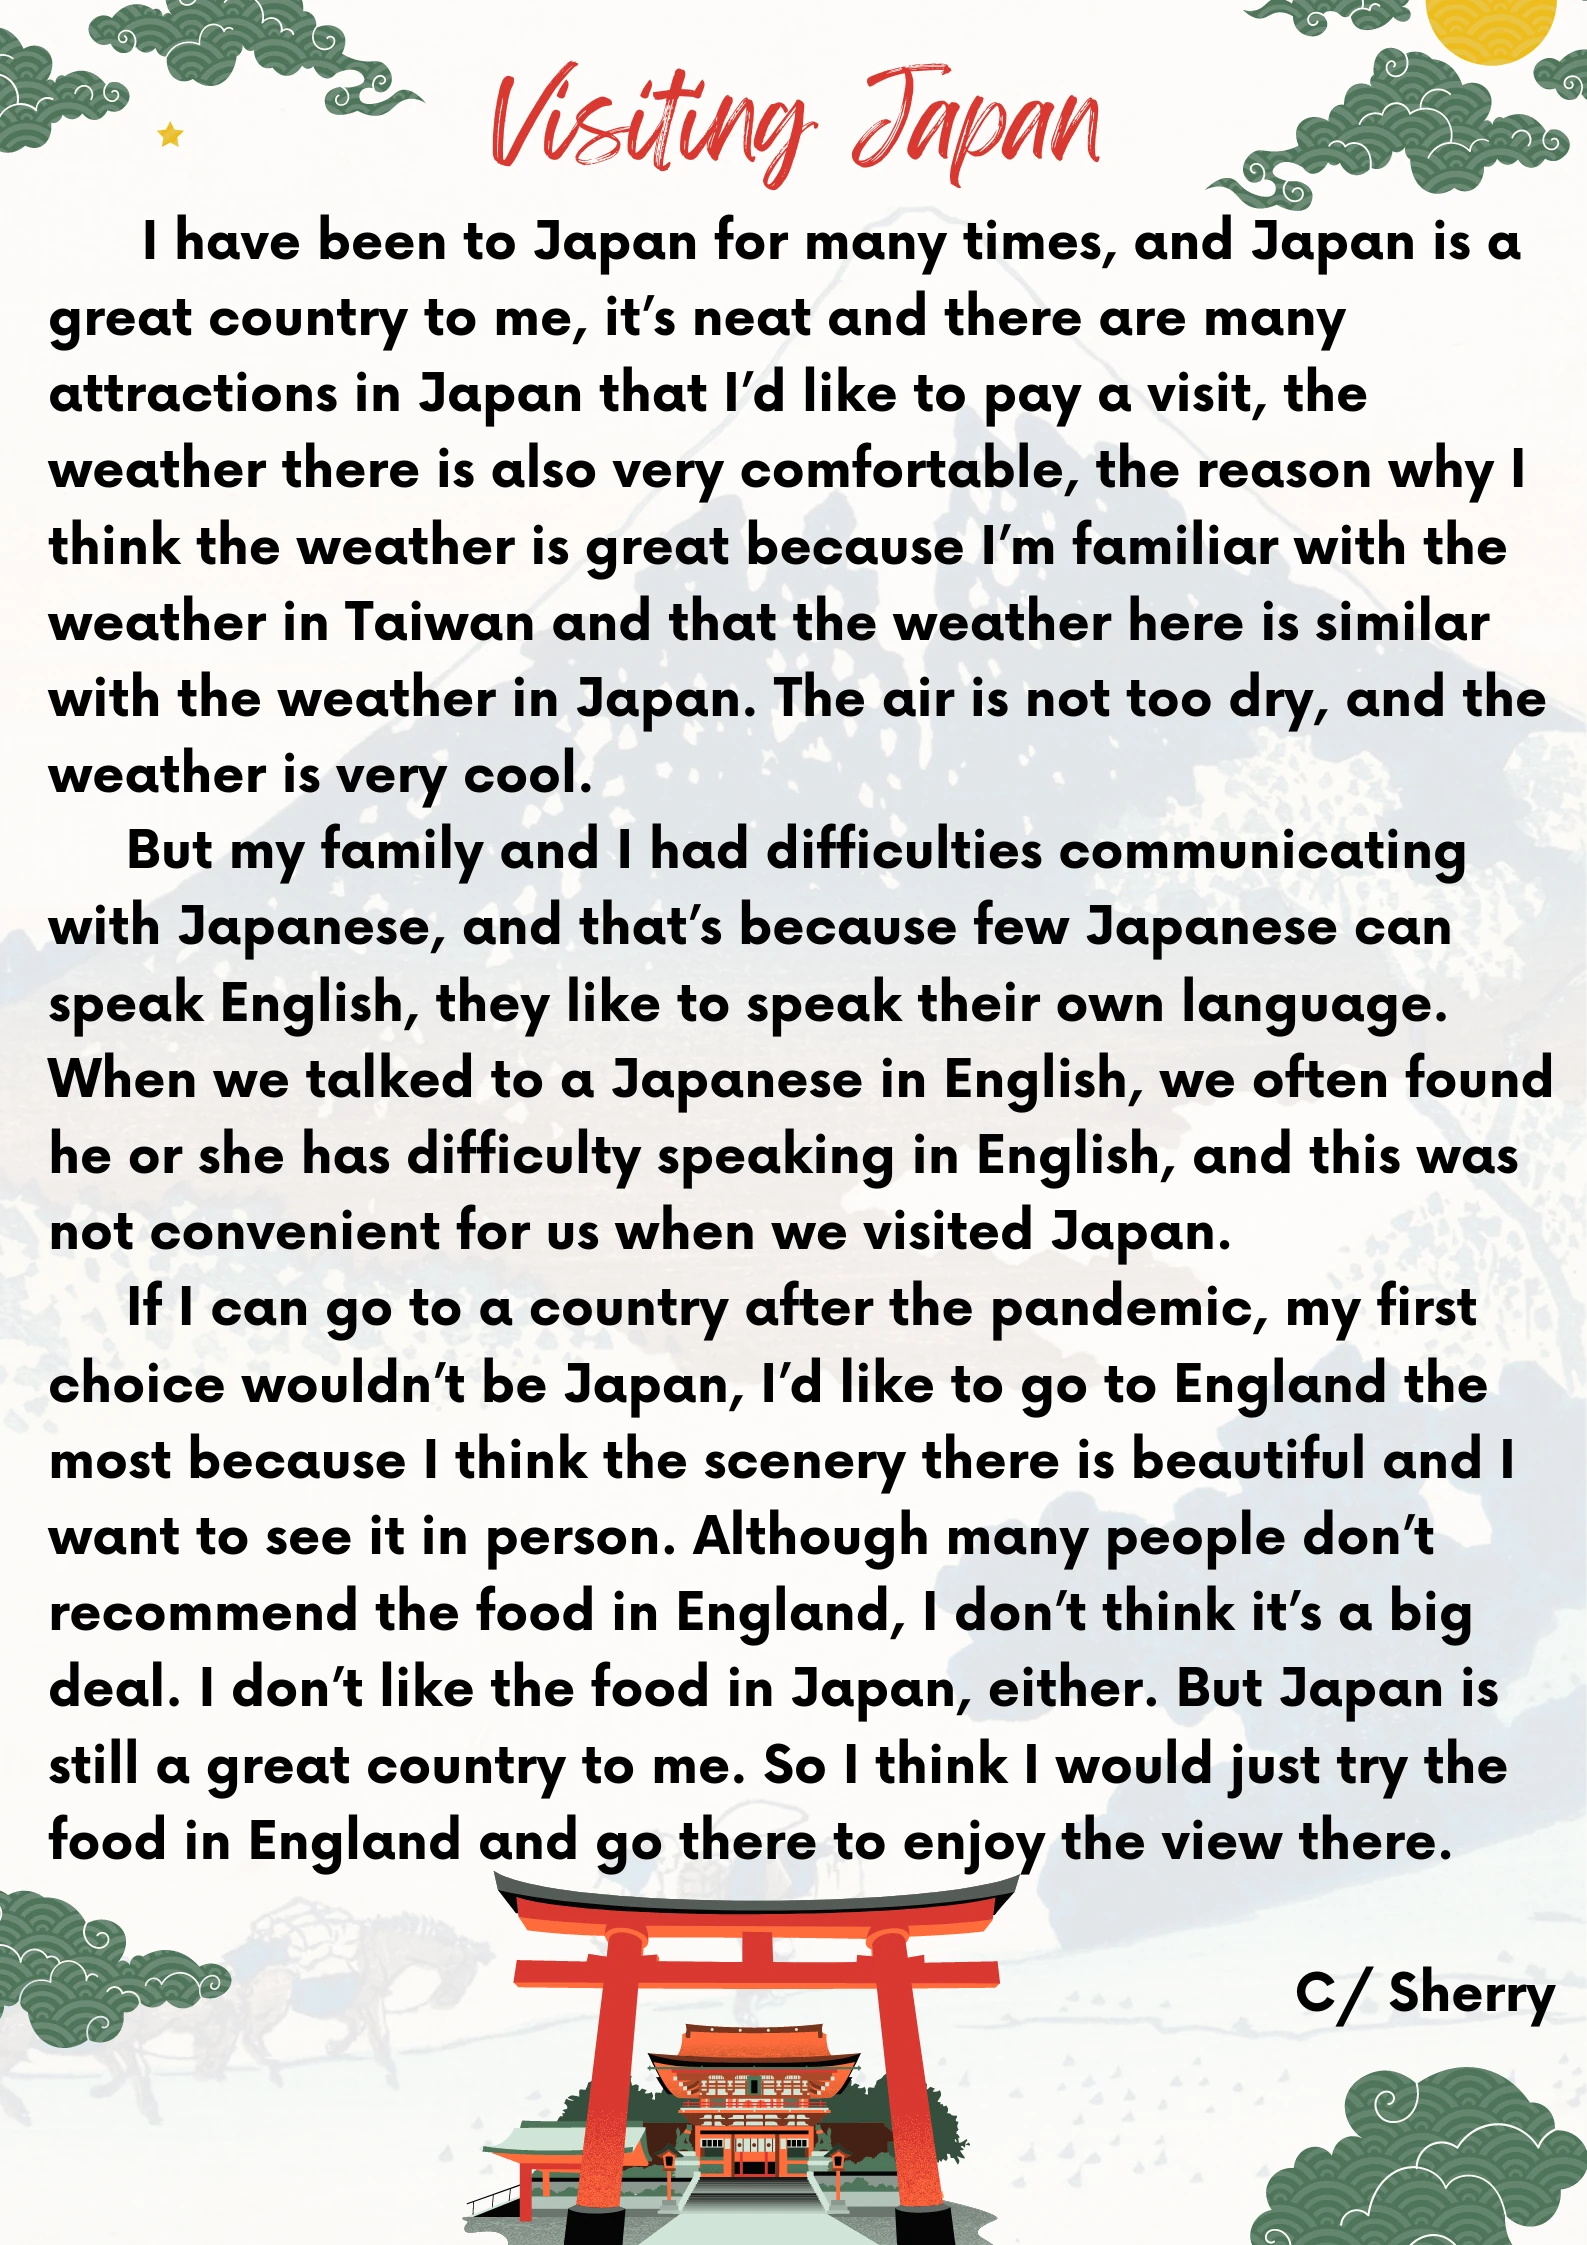 Visiting Japan
I have been to Japan for many times, and Japan is a
great country to me, it’s neat and there are many
attractions in Japan that I’d like to pay a visit, the
weather there is also very comfortable, the reason why I
think the weather is great because I’m familiar with the
weather in Taiwan and that the weather here is similar
with the weather in Japan. The air is not too dry, and the
weather is very cool.
But my family and I had difficulties communicating
with Japanese, and that’s because few Japanese can
speak English, they like to speak their own language.
When we talked to a Japanese in English, we often found
he or she has difficulty speaking in English, and this was
not convenient for us when we visited Japan.
If I can go to a country after the pandemic, my first
choice wouldn’t be Japan, I’d like to go to England the
most because I think the scenery there is beautiful and I
want to see it in person. Although many people don’t
recommend the food in England, I don’t think it’s a big
deal. I don’t like the food in Japan, either. But Japan is
still a great country to me. So I think I would just try the
food in England and go there to enjoy the view there.
C/ Sherry